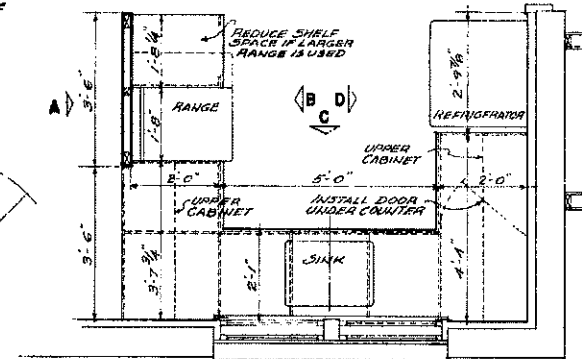 REDUCE SHELF
SPACE IF LARGER
RANGE IS USED
1'-8¼"
3'-6"
2'-9⅞"
A
B D
C
RANGE
1'-8"
REFRIGERATOR
UPPER
CABINET
2'-0"
5'-0"
2'-0"
UPPER
CABINET
INSTALL DOOR
UNDER COUNTER
3'-6"
3'-7¾"
2'-1"
SINK
4'-4"